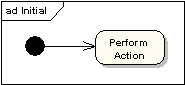 ad Initial
Perform
Action